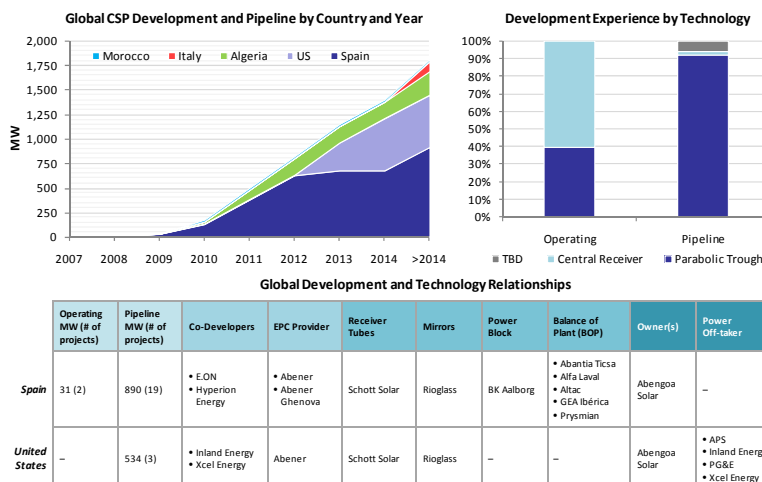 Global CSP Development and Pipeline by Country and Year
Development Experience by Technology
2,000
1,750
1,500
1,250
1,000
750
500
250
0
MW
Morocco Italy Algeria US Spain
2007 2008 2009 2010 2011 2012 2013 2014 >2014
100%
90%
80%
70%
60%
50%
40%
30%
20%
10%
0%
Operating Pipeline
TBD Central Receiver Parabolic Trough
Global Development and Technology Relationships
Operating MW (# of projects)
Pipeline MW (# of projects)
Co-Developers
EPC Provider
Receiver Tubes
Mirrors
Power Block
Balance of Plant (BOP)
Owner(s)
Power Off-taker
Spain
31 (2)
890 (19)
• E.ON
• Hyperion Energy
• Abener
• Abener Ghenova
Schott Solar
Rioglass
BK Aalborg
• Abantia Ticsa
• Alfa Laval
• Altac
• GEA Ibérica
• Prysmian
Abengoa Solar
–
United States
–
534 (3)
• Inland Energy
• Xcel Energy
Abener
Schott Solar
Rioglass
–
–
Abengoa Solar
• APS
• Inland Energ
• PG&E
• Xcel Energy